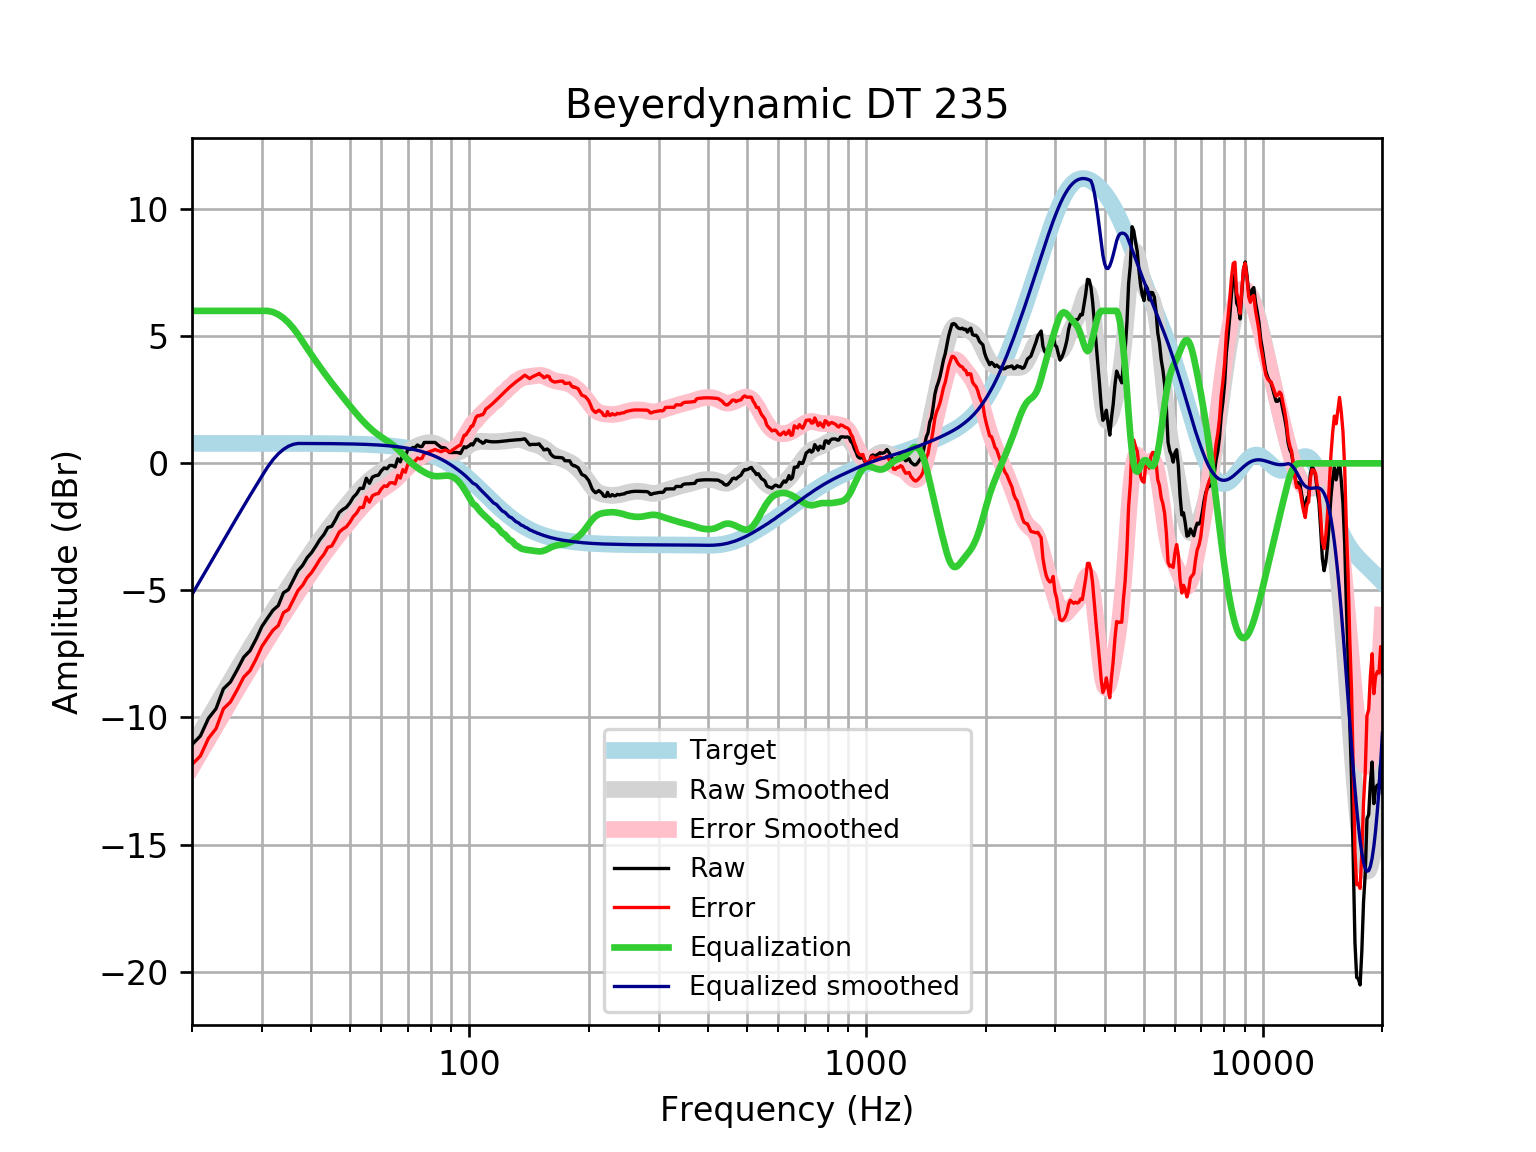 Beyerdynamic DT 235
Amplitude (dBr)
10
5
0
−5
−10
−15
−20
Target
Raw Smoothed
Error Smoothed
Raw
Error
Equalization
Equalized smoothed
100 1000 10000
Frequency (Hz)